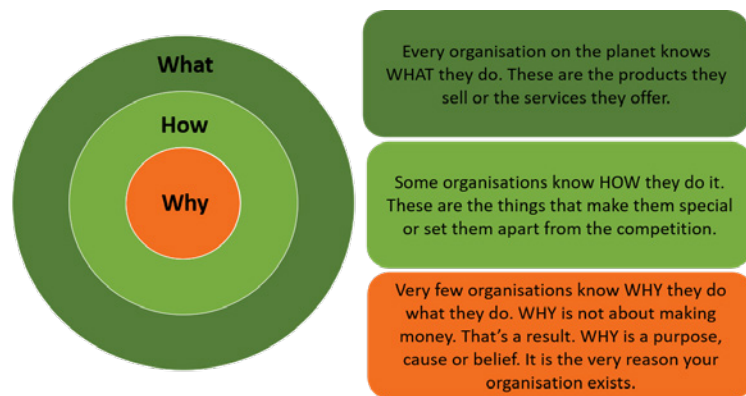 What
How
Why
Every organisation on the planet knows
WHAT they do. These are the products they
sell or the services they offer.
Some organisations know HOW they do it.
These are the things that make them special
or set them apart from the competition.
Very few organisations know WHY they do
what they do. WHY is not about making
money. That’s a result. WHY is a purpose,
cause or belief. It is the very reason your
organisation exists.